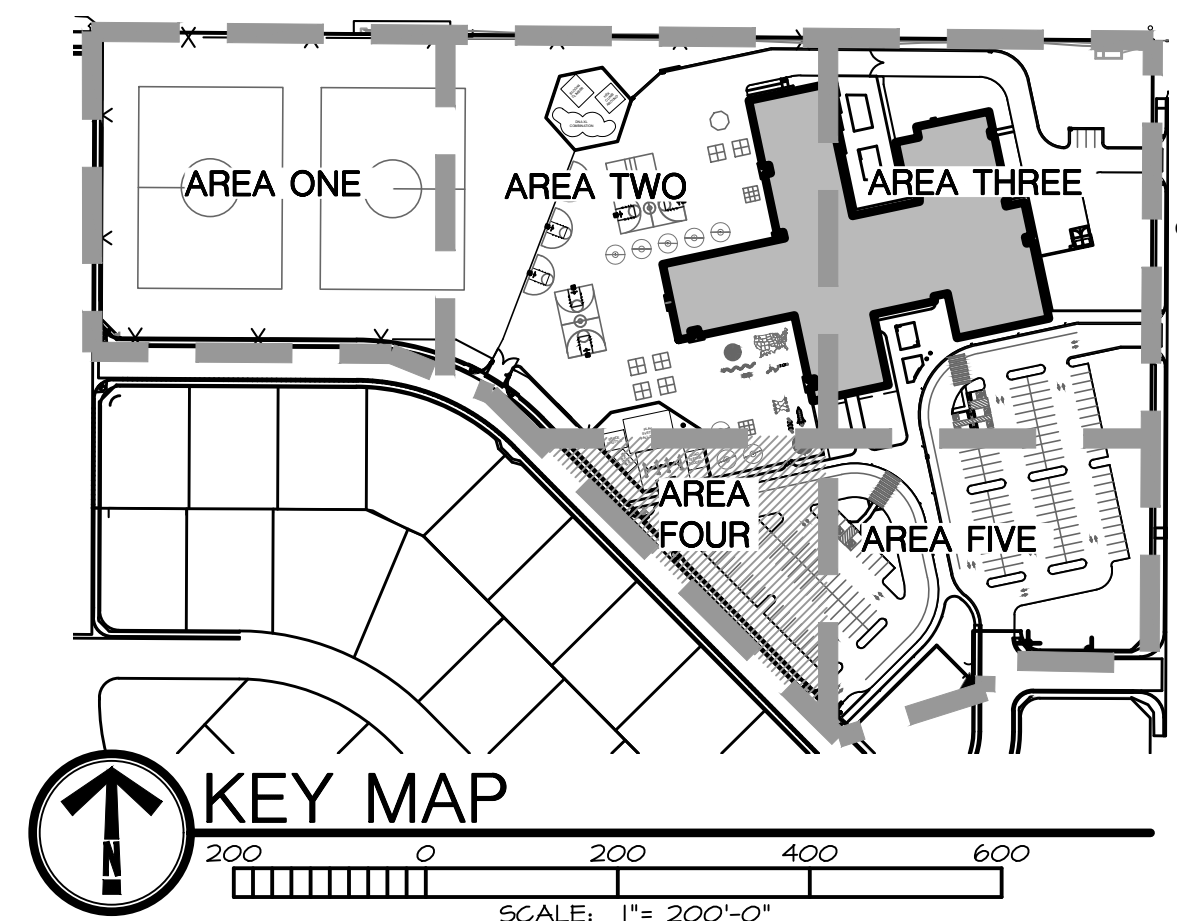 AREA ONE
AREA TWO
AREA THREE
AREA
FOUR
AREA FIVE
KEY MAP
N
200 0 200 400 600
SCALE: 1"= 200'-0"